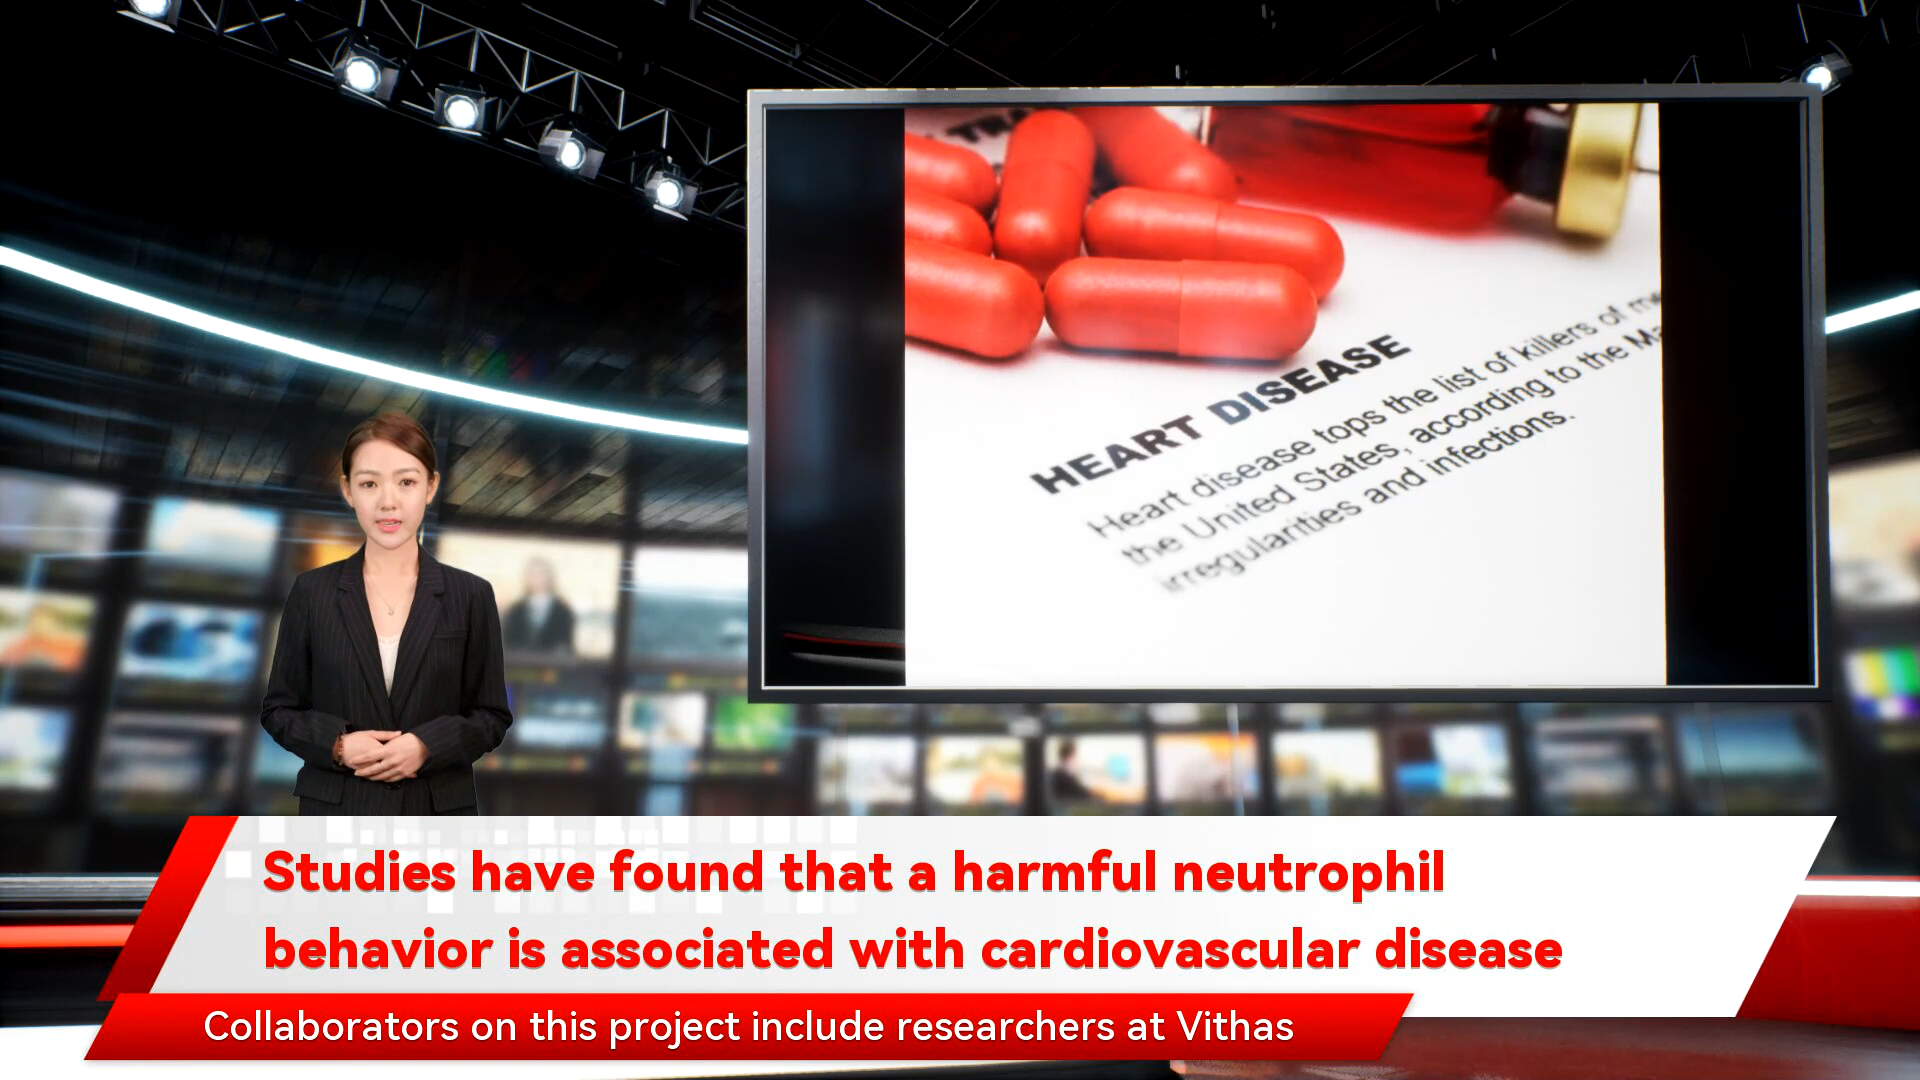 HEART DISEASE
Heart disease tops the list of killers of
the United States, according to the
irregularities and infections.
Studies have found that a harmful neutrophil
behavior is associated with cardiovascular disease
Collaborators on this project include researchers at Vithas